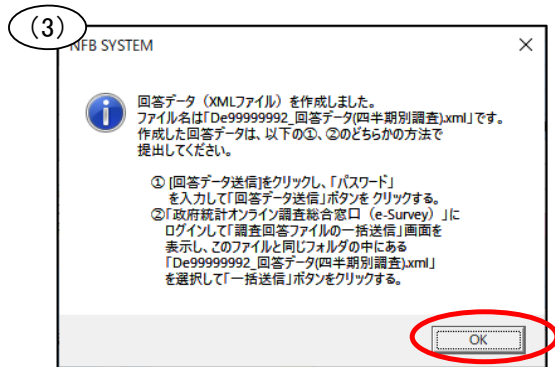 (3)
NFB SYSTEM
回答データ（XMLファイル）を作成しました。
ファイル名は「De99999992_回答データ(四半期別調査).xml」です。
作成した回答データは、以下の①、②のどちらかの方法で
提出してください。
① [回答データ送信]をクリックし、「パスワード」
を入力して「回答データ送信」ボタンを クリックする。
②「政府統計オンライン調査総合窓口（e-Survey）」に
ログインして「調査回答ファイルの一括送信」画面を
表示し、このファイルと同じフォルダの中にある
「De99999992_回答データ(四半期別調査).xml」
を選択して「一括送信」ボタンをクリックする。
OK